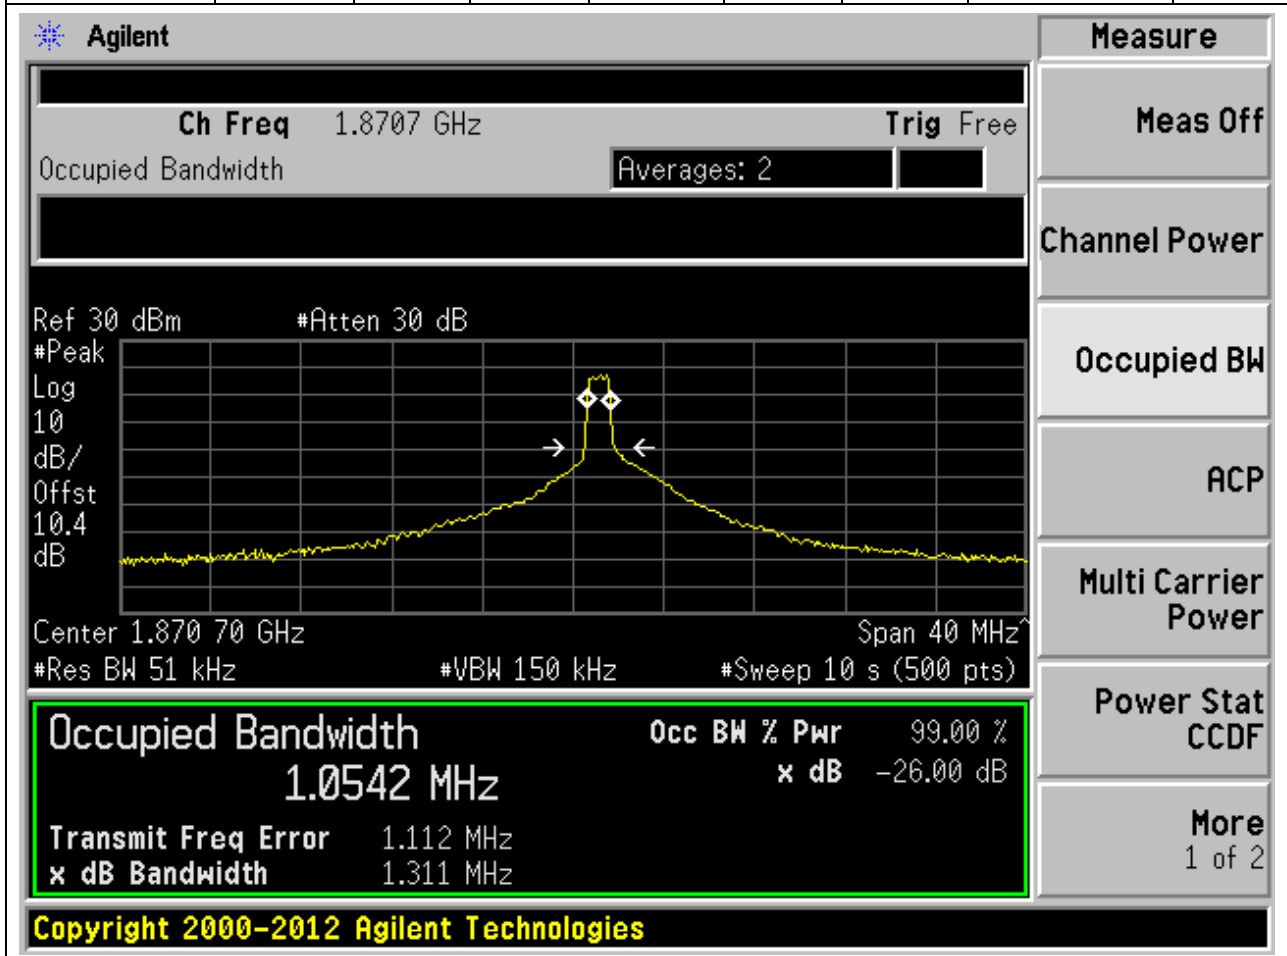 Agilent
Measure
Ch Freq 1.8707 GHz Trig Free
Meas Off
Occupied Bandwidth Averages: 2
Channel Power
Ref 30 dBm #Atten 30 dB
#Peak
Log
10
dB/
Offst
10.4
dB
Occupied BW
ACP
Multi Carrier
Power
Center 1.870 70 GHz Span 40 MHz^
#Res BW 51 kHz #VBW 150 kHz #Sweep 10 s (500 pts)
Power Stat
CCDF
Occupied Bandwidth Occ BW % Pwr 99.00 %
1.0542 MHz x dB -26.00 dB
Transmit Freq Error 1.112 MHz
x dB Bandwidth 1.311 MHz
More
1 of 2
Copyright 2000-2012 Agilent Technologies